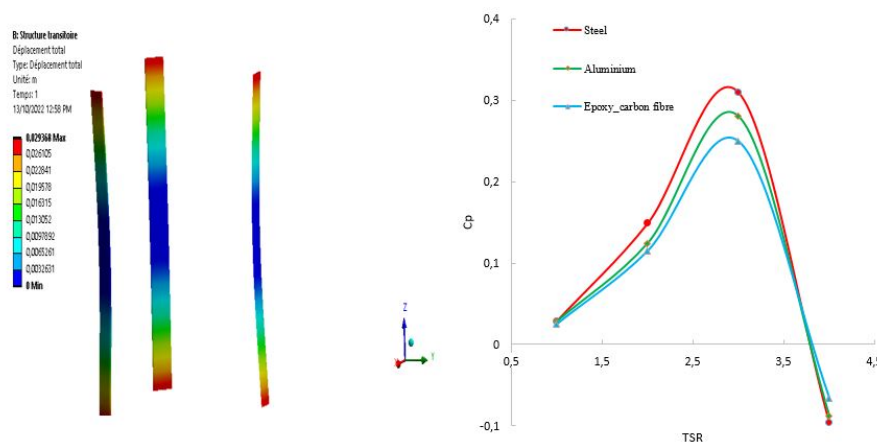 B: Structure transitoire
Déplacement total
Type: Déplacement total
Unité: m
Temps: 1
13/10/2022 12:58 PM
0,029368 Max
0,026105
0,022841
0,019578
0,016315
0,013052
0,0097892
0,0065261
0,0032631
0 Min
Z
X
Y
0,4
0,3
0,2
0,1
0
-0,1
Cp
Steel
Aluminium
Epoxy_carbon fibre
0,5
1,5
2,5
3,5
4,5
TSR